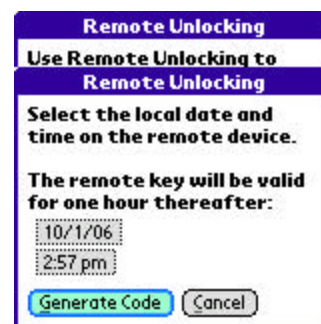 Remote Unlocking
Use Remote Unlocking to
Remote Unlocking
Select the local date and
time on the remote device.
The remote key will be valid
for one hour thereafter:
10/1/06
2:57 pm
Generate Code Cancel